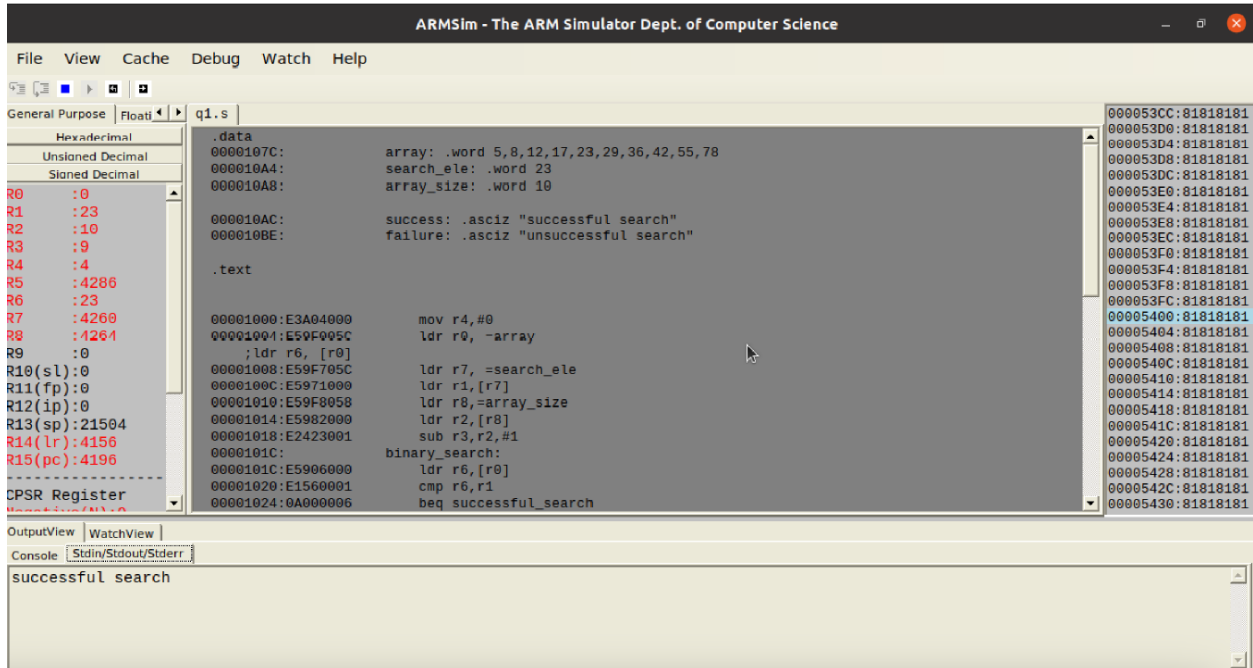 ARMSim - The ARM Simulator Dept. of Computer Science
File View Cache Debug Watch Help
General Purpose Floati
Hexadecimal
Unsigned Decimal
Signed Decimal
R0 :0
R1 :23
R2 :10
R3 :9
R4 :4
R5 :4286
R6 :23
R7 :4260
R8 :4264
R9 :0
R10(sl):0
R11(fp):0
R12(ip):0
R13(sp):21504
R14(lr):4156
R15(pc):4196
------------------
CPSR Register
Negative(N):0
q1.s
.data
0000107C: array: .word 5,8,12,17,23,29,36,42,55,78
000010A4: search_ele: .word 23
000010A8: array_size: .word 10
000010AC: success: .asciz "successful search"
000010BE: failure: .asciz "unsuccessful search"
.text
00001000:E3A04000 mov r4,#0
00001004:E59F005C ldr r0, =array
;ldr r6, [r0]
00001008:E59F705C ldr r7, =search_ele
0000100C:E5971000 ldr r1,[r7]
00001010:E59F8058 ldr r8,=array_size
00001014:E5982000 ldr r2,[r8]
00001018:E2423001 sub r3,r2,#1
0000101C: binary_search:
0000101C:E5906000 ldr r6,[r0]
00001020:E1560001 cmp r6,r1
00001024:0A000006 beq successful_search
000053CC:81818181
000053D0:81818181
000053D4:81818181
000053D8:81818181
000053DC:81818181
000053E0:81818181
000053E4:81818181
000053E8:81818181
000053EC:81818181
000053F0:81818181
000053F4:81818181
000053F8:81818181
000053FC:81818181
00005400:81818181
00005404:81818181
00005408:81818181
0000540C:81818181
00005410:81818181
00005414:81818181
00005418:81818181
0000541C:81818181
00005420:81818181
00005424:81818181
00005428:81818181
0000542C:81818181
00005430:81818181
OutputView WatchView
Console Stdin/Stdout/Stderr
successful search